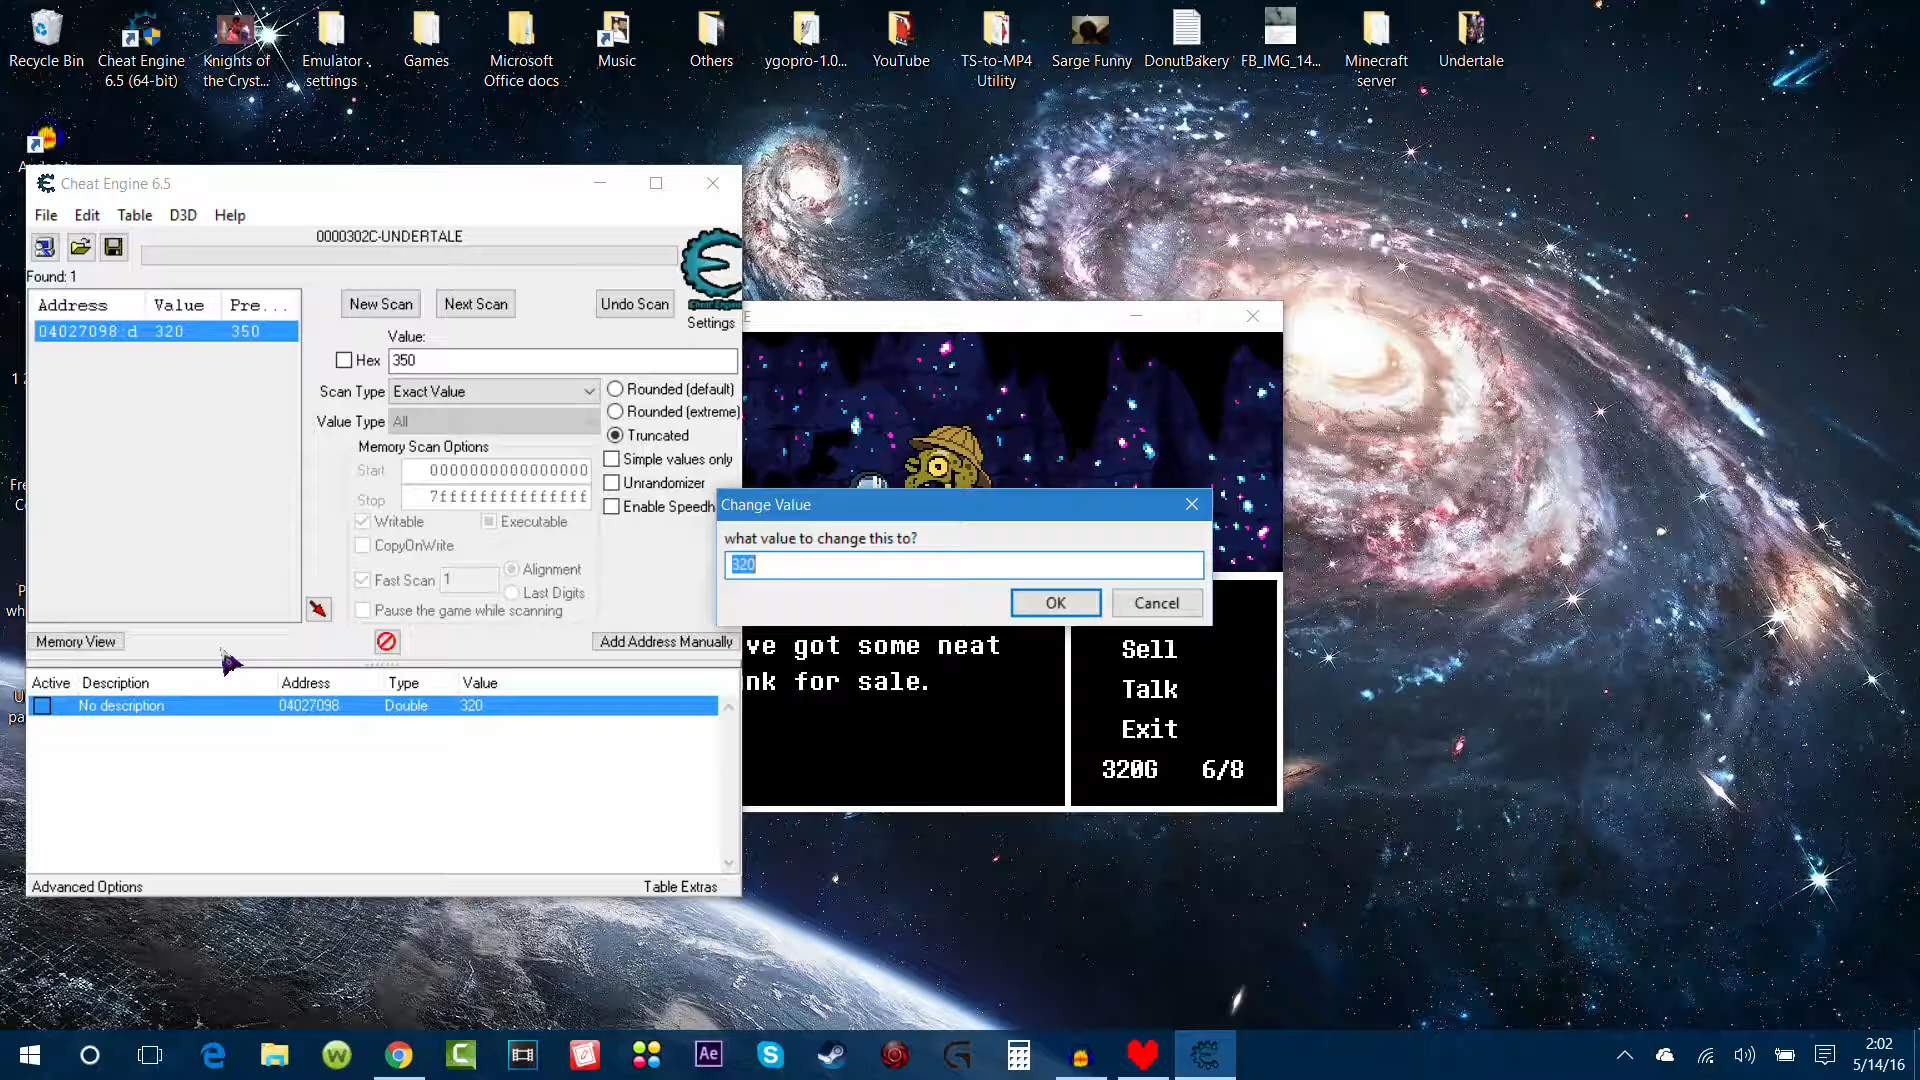 Recycle Bin
Cheat Engine
6.5 (64-bit)
Knights of
the Cryst...
Emulator
settings
Games
Microsoft
Office docs
Music
Others
ygopro-1.0...
YouTube
TS-to-MP4
Utility
Sarge Funny
DonutBakery
FB_IMG_14...
Minecraft
server
Undertale
Cheat Engine 6.5
File Edit Table D3D Help
0000302C-UNDERTALE
Found: 1
Address Value Pre...
04027098:d 320 350
New Scan Next Scan Undo Scan
Settings
Value:
Hex 350
Scan Type Exact Value
Value Type All
Rounded (default)
Rounded (extreme)
Truncated
Simple values only
Unrandomizer
Enable Speedh
Memory Scan Options
Start 0000000000000000
Stop 7fffffffffffffff
Writable Executable
CopyOnWrite
Fast Scan 1 Alignment
Last Digits
Pause the game while scanning
Memory View Add Address Manually
Active Description Address Type Value
No description 04027098 Double 320
Advanced Options Table Extras
E
Change Value
what value to change this to?
320
OK Cancel
ve got some neat
nk for sale.
Sell
Talk
Exit
320G 6/8
Ae
2:02
5/14/16